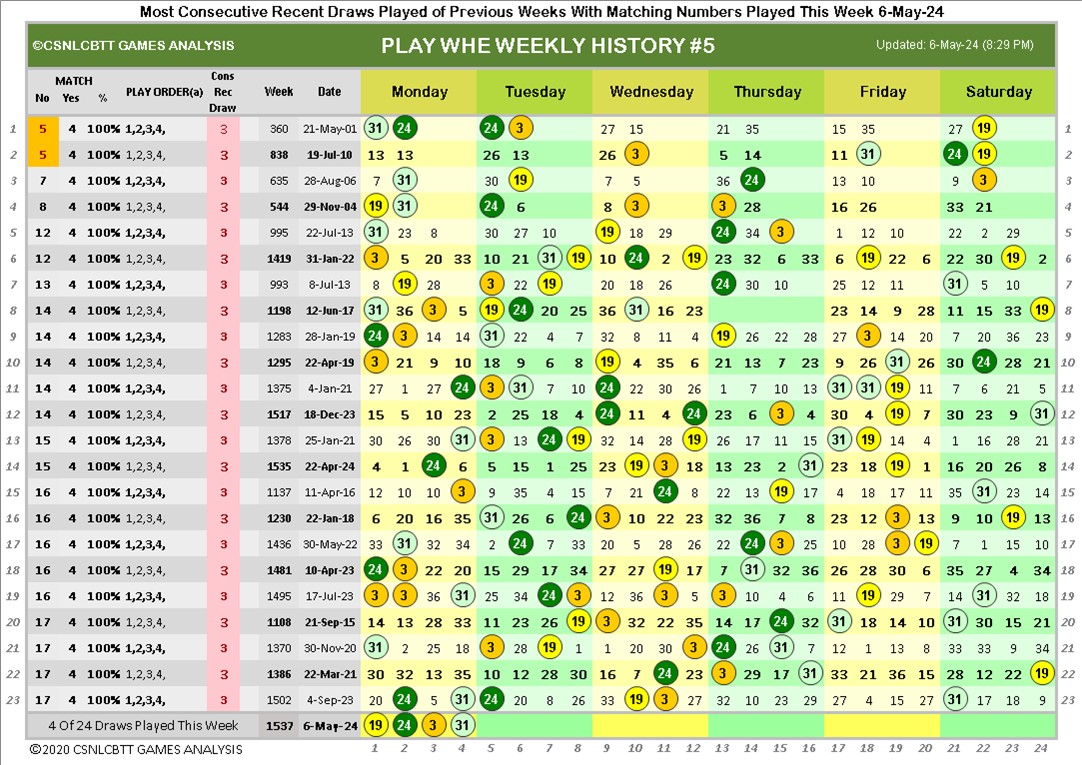 Most Consecutive Recent Draws Played of Previous Weeks With Matching Numbers Played This Week 6-May-24
©CSNLCBTT GAMES ANALYSIS PLAY WHE WEEKLY HISTORY #5 Updated: 6-May-24 (8:29 PM)
No MATCH Yes % PLAY ORDER(a) Cons Rec Draw Week Date Monday Tuesday Wednesday Thursday Friday Saturday
1 5 4 100% 1,2,3,4, 3 360 21-May-01 31 24 24 3 27 15 21 35 15 35 27 19 1
2 5 4 100% 1,2,3,4, 3 838 19-Jul-10 13 13 26 13 26 3 5 14 11 31 24 19 2
3 7 4 100% 1,2,3,4, 3 635 28-Aug-06 7 31 30 19 7 5 36 24 13 10 9 3 3
4 8 4 100% 1,2,3,4, 3 544 29-Nov-04 19 31 24 6 8 3 3 28 16 26 33 21 4
5 12 4 100% 1,2,3,4, 3 995 22-Jul-13 31 23 8 30 27 10 19 18 29 24 34 3 1 12 10 22 2 29 5
6 12 4 100% 1,2,3,4, 3 1419 31-Jan-22 3 5 20 33 10 21 31 19 10 24 2 12 23 32 6 33 6 19 22 6 22 30 19 2 6
7 13 4 100% 1,2,3,4, 3 993 8-Jul-13 8 19 28 3 22 19 20 18 26 24 30 10 25 12 11 31 5 10 7
8 14 4 100% 1,2,3,4, 3 1198 12-Jun-17 31 36 3 5 19 24 20 25 36 31 16 23 23 14 9 28 11 15 33 19 8
9 14 4 100% 1,2,3,4, 3 1283 28-Jan-19 24 3 14 14 31 22 4 7 32 8 11 4 19 26 22 28 27 3 14 20 7 20 36 23 9
10 14 4 100% 1,2,3,4, 3 1295 22-Apr-19 3 21 9 10 18 9 6 8 19 4 35 6 21 13 7 23 9 26 31 26 30 24 28 21 10
11 14 4 100% 1,2,3,4, 3 1375 4-Jan-21 27 1 27 24 3 31 7 10 24 22 30 26 1 7 10 13 31 31 19 11 7 6 21 5 11
12 14 4 100% 1,2,3,4, 3 1517 18-Dec-23 15 5 10 23 2 25 18 4 24 11 4 12 23 6 3 4 30 4 19 7 30 23 9 31 12
13 15 4 100% 1,2,3,4, 3 1378 25-Jan-21 30 26 30 31 3 13 24 19 32 14 28 19 26 17 11 15 31 19 14 4 1 16 28 21 13
14 15 4 100% 1,2,3,4, 3 1535 22-Apr-24 4 1 24 6 5 15 1 25 23 19 3 18 13 23 2 31 23 18 19 1 16 20 26 8 14
15 16 4 100% 1,2,3,4, 3 1137 11-Apr-16 12 10 10 3 9 35 4 15 7 21 24 8 22 13 19 15 4 18 17 11 35 31 23 14 15
16 16 4 100% 1,2,3,4, 3 1230 22-Jan-18 6 20 16 35 31 26 6 24 3 10 22 23 32 36 7 8 23 12 3 13 9 10 19 13 16
17 16 4 100% 1,2,3,4, 3 1436 30-May-22 33 31 32 34 2 24 7 33 20 5 28 26 22 24 3 25 10 28 3 19 7 1 15 10 17
18 16 4 100% 1,2,3,4, 3 1481 10-Apr-23 24 3 22 20 15 29 17 34 27 27 19 17 7 31 32 36 26 28 30 6 35 27 4 34 18
19 16 4 100% 1,2,3,4, 3 1495 17-Jul-23 3 3 36 31 25 34 24 3 12 36 3 5 3 10 4 6 11 19 28 7 14 31 32 18 19
20 17 4 100% 1,2,3,4, 3 1108 21-Sep-15 14 13 28 33 11 23 26 19 3 32 22 35 14 17 24 32 31 18 14 10 31 30 15 21 20
21 17 4 100% 1,2,3,4, 3 1370 30-Nov-20 31 2 25 18 3 28 19 1 1 20 30 3 24 26 31 7 12 1 14 8 33 33 9 34 21
22 17 4 100% 1,2,3,4, 3 1386 22-Mar-21 30 32 13 35 10 12 28 30 16 7 24 23 3 29 17 31 33 21 36 15 28 12 22 19 22
23 17 4 100% 1,2,3,4, 3 1502 4-Sep-23 20 24 5 31 24 20 8 26 33 19 3 27 32 10 23 29 27 4 15 27 31 17 9 28 23
4 Of 24 Draws Played This Week 1537 6-May-24 19 24 3 31
©2020 CSNLCBTT GAMES ANALYSIS 1 2 3 4 5 6 7 8 9 10 11 12 13 14 15 16 17 18 19 20 21 22 23 24